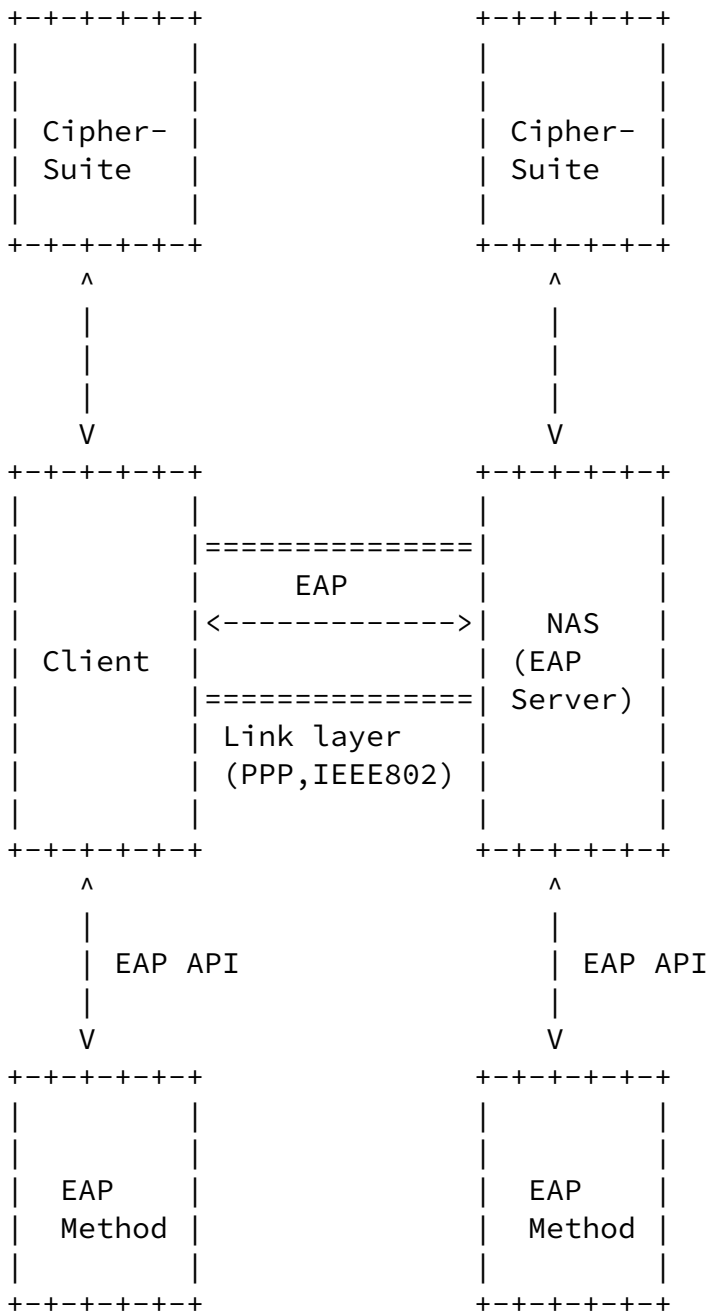 +-+-+-+-+-+               +-+-+-+-+-+
|         |               |         |
|         |               |         |
| Cipher- |               | Cipher- |
| Suite   |               | Suite   |
|         |               |         |
+-+-+-+-+-+               +-+-+-+-+-+
    ^                         ^
    |                         |
    |                         |
    |                         |
    V                         V
+-+-+-+-+-+               +-+-+-+-+-+
|         |               |         |
|         |===============|         |
|         |     EAP       |         |
|         |<------------->|   NAS   |
| Client  |               | (EAP    |
|         |===============| Server) |
|         | Link layer    |         |
|         | (PPP,IEEE802) |         |
|         |               |         |
+-+-+-+-+-+               +-+-+-+-+-+
    ^                         ^
    |                         |
    | EAP API                 | EAP API
    |                         |
    V                         V
+-+-+-+-+-+               +-+-+-+-+-+
|         |               |         |
|         |               |         |
|  EAP    |               |  EAP    |
|  Method |               |  Method |
|         |               |         |
+-+-+-+-+-+               +-+-+-+-+-+